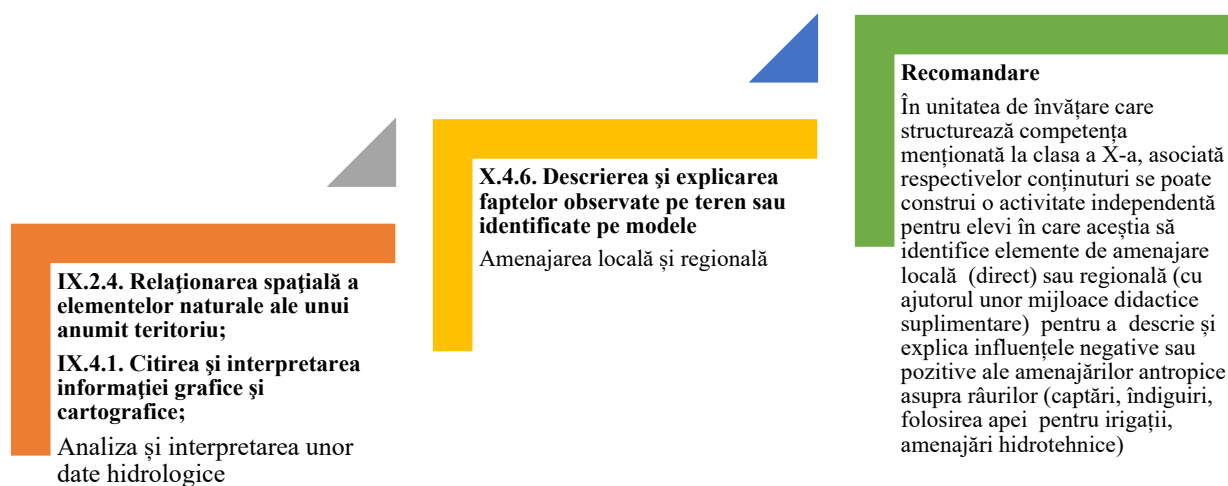 IX.2.4. Relaţionarea spaţială a
elementelor naturale ale unui
anumit teritoriu;
IX.4.1. Citirea şi interpretarea
informaţiei grafice şi
cartografice;
Analiza și interpretarea unor
date hidrologice
X.4.6. Descrierea şi explicarea
faptelor observate pe teren sau
identificate pe modele
Amenajarea locală și regională
Recomandare
În unitatea de învățare care
structurează competența
menționată la clasa a X-a, asociată
respectivelor conținuturi se poate
construi o activitate independentă
pentru elevi în care aceștia să
identifice elemente de amenajare
locală (direct) sau regională (cu
ajutorul unor mijloace didactice
suplimentare) pentru a descrie și
explica influențele negative sau
pozitive ale amenajărilor antropice
asupra râurilor (captări, îndiguiri,
folosirea apei pentru irigații,
amenajări hidrotehnice)